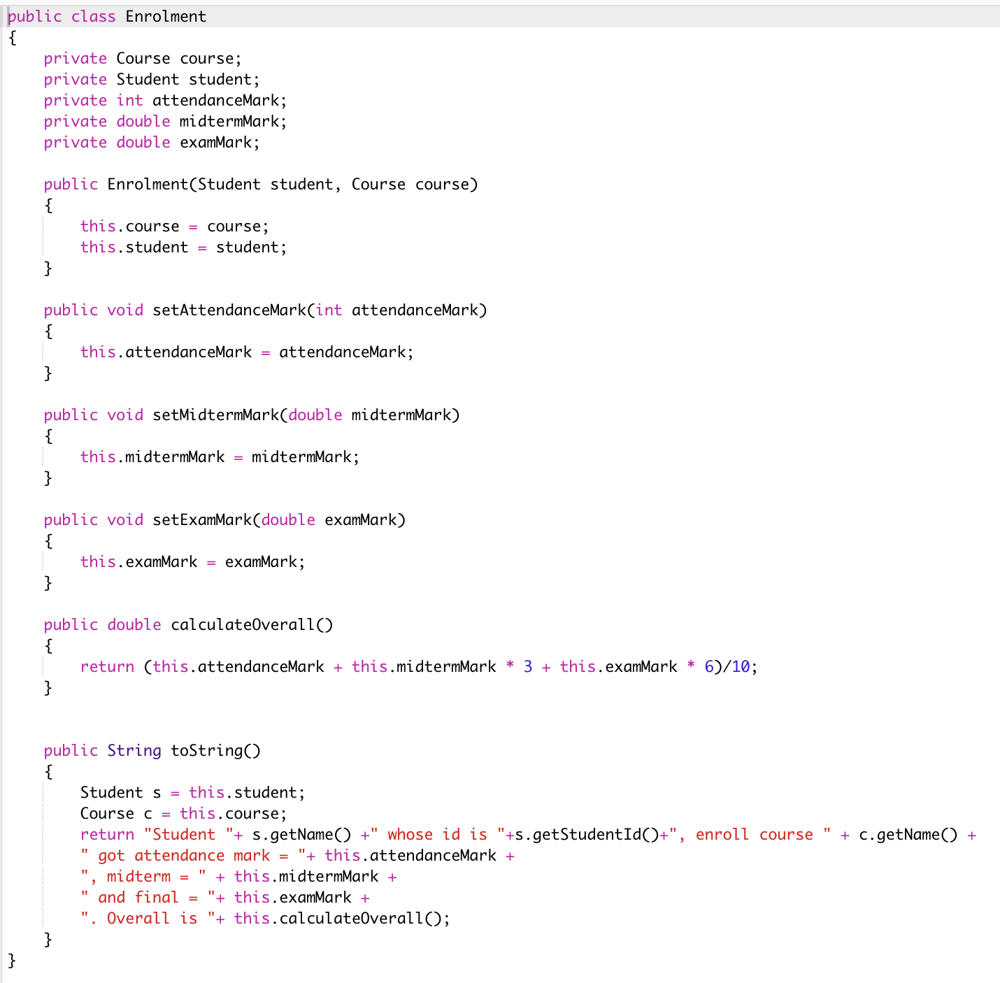 public class Enrolment
{
    private Course course;
    private Student student;
    private int attendanceMark;
    private double midtermMark;
    private double examMark;

    public Enrolment(Student student, Course course)
    {
        this.course = course;
        this.student = student;
    }

    public void setAttendanceMark(int attendanceMark)
    {
        this.attendanceMark = attendanceMark;
    }

    public void setMidtermMark(double midtermMark)
    {
        this.midtermMark = midtermMark;
    }

    public void setExamMark(double examMark)
    {
        this.examMark = examMark;
    }

    public double calculateOverall()
    {
        return (this.attendanceMark + this.midtermMark * 3 + this.examMark * 6)/10;
    }


    public String toString()
    {
        Student s = this.student;
        Course c = this.course;
        return "Student "+ s.getName() +" whose id is "+s.getStudentId()+", enroll course " + c.getName() +
        " got attendance mark = "+ this.attendanceMark +
        ", midterm = " + this.midtermMark +
        " and final = "+ this.examMark +
        ". Overall is "+ this.calculateOverall();
    }
}